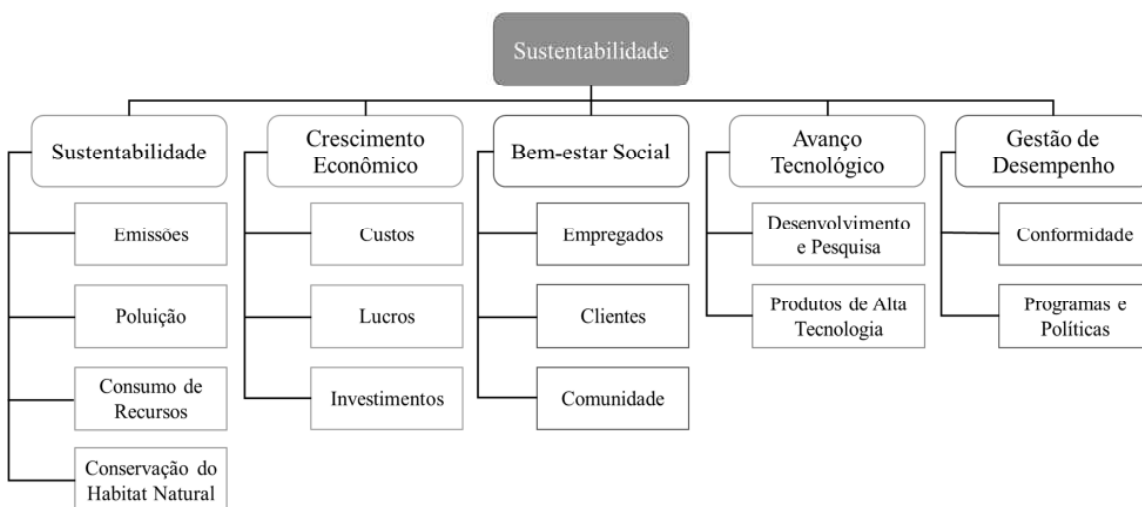 Sustentabilidade
Sustentabilidade
Emissões
Poluição
Consumo de
Recursos
Conservação do
Habitat Natural
Crescimento
Econômico
Custos
Lucros
Investimentos
Bem-estar Social
Empregados
Clientes
Comunidade
Avanço
Tecnológico
Desenvolvimento
e Pesquisa
Produtos de Alta
Tecnologia
Gestão de
Desempenho
Conformidade
Programas e
Políticas